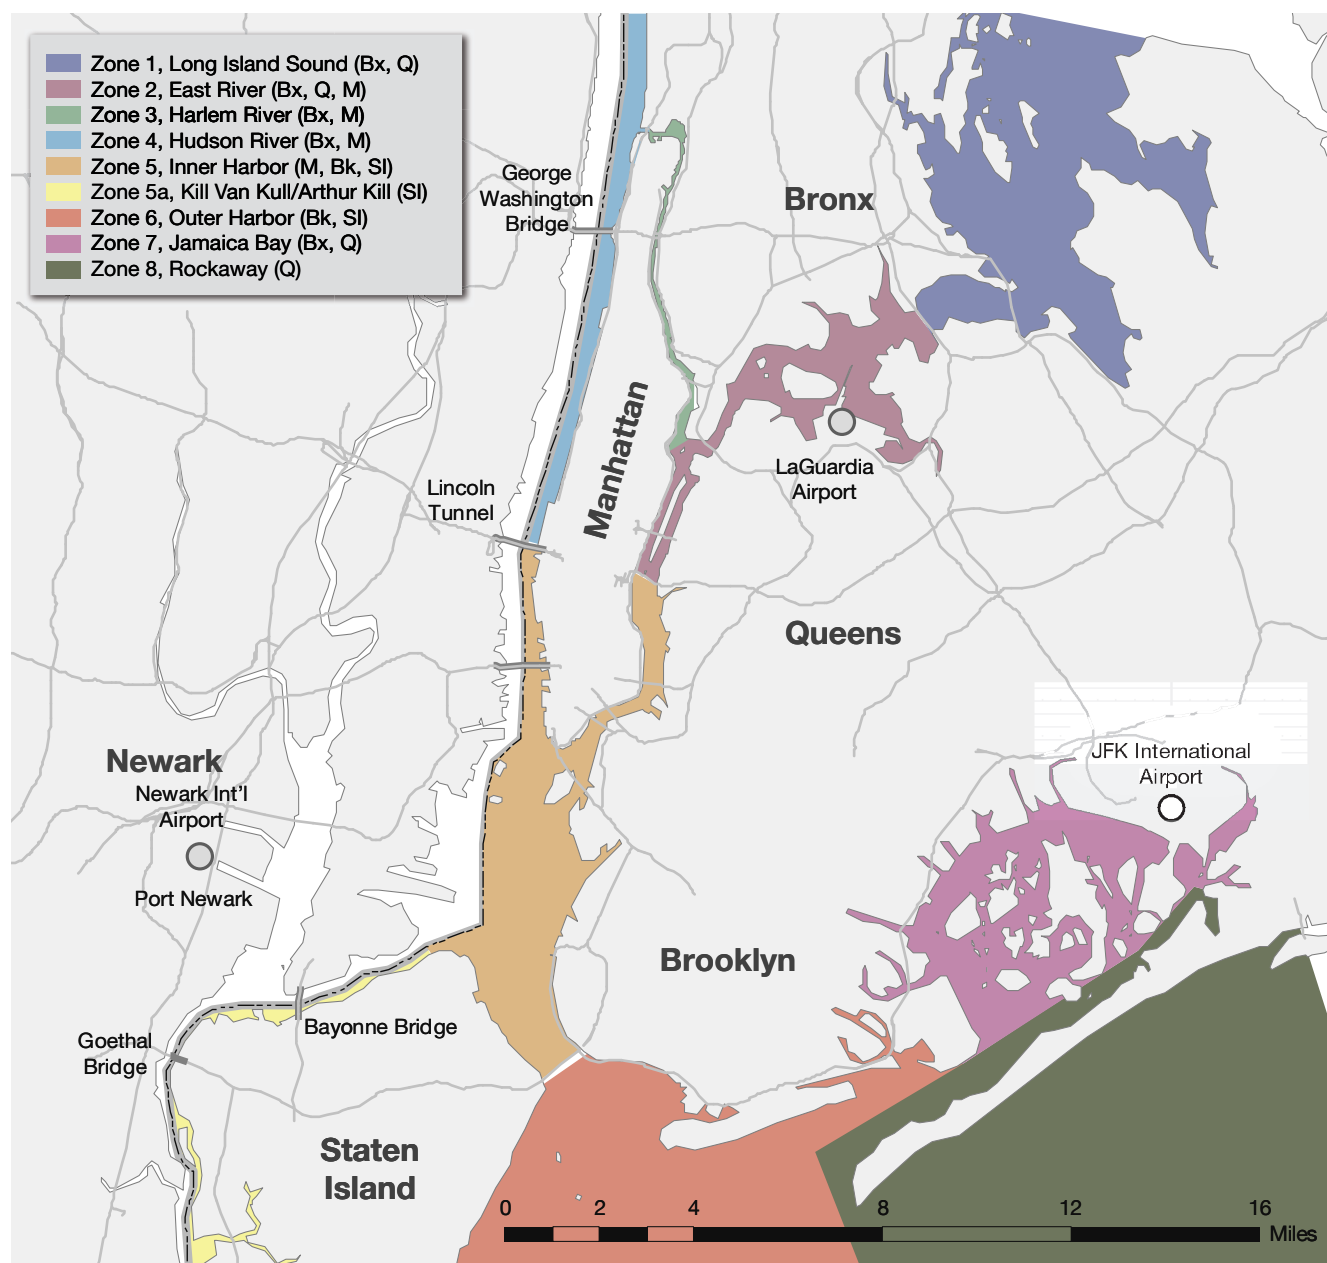 Zone 1, Long Island Sound (Bx, Q)
Zone 2, East River (Bx, Q, M)
Zone 3, Harlem River (Bx, M)
Zone 4, Hudson River (Bx, M)
Zone 5, Inner Harbor (M, Bk, SI)
Zone 5a, Kill Van Kull/Arthur Kill (SI)
Zone 6, Outer Harbor (Bk, SI)
Zone 7, Jamaica Bay (Bx, Q)
Zone 8, Rockaway (Q)
George
Washington
Bridge
Bronx
Manhattan
LaGuardia
Airport
Lincoln
Tunnel
Queens
Newark
Newark Int'l
Airport
Port Newark
JFK International
Airport
Brooklyn
Bayonne Bridge
Goethal
Bridge
Staten
Island
0 2 4 8 12 16
Miles